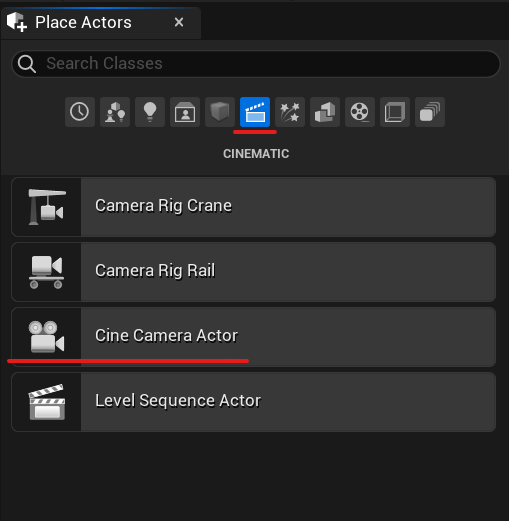 Place Actors
Search Classes
CINEMATIC
Camera Rig Crane
Camera Rig Rail
Cine Camera Actor
Level Sequence Actor